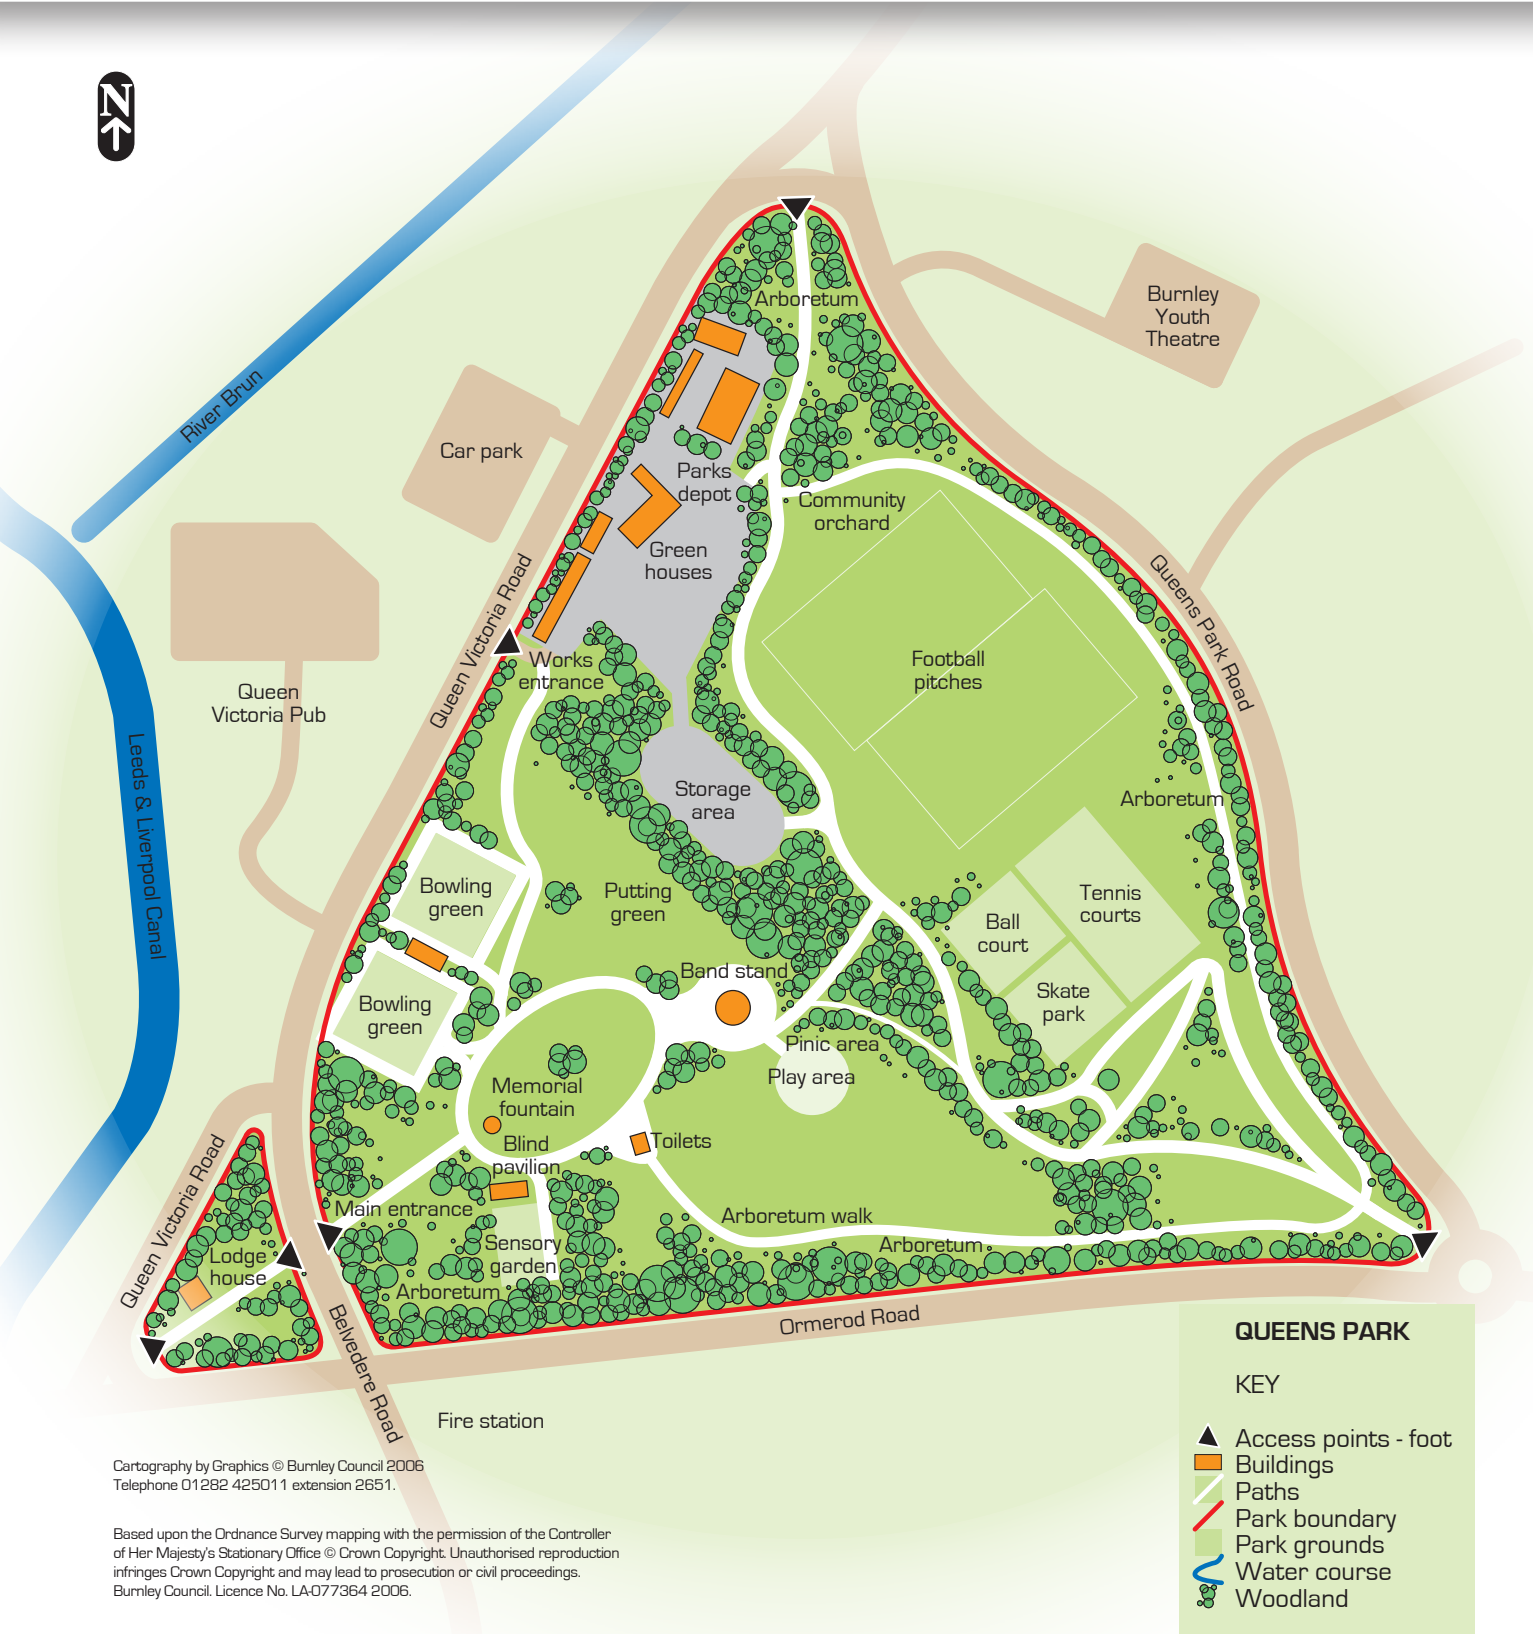 N
River Brun
Car park
Queen
Victoria Pub
Leeds & Liverpool Canal
Queen Victoria Road
Burnley
Youth
Theatre
Queens Park Road
Arboretum
Parks
depot
Green
houses
Community
orchard
Works
entrance
Football
pitches
Storage
area
Arboretum
Bowling
green
Putting
green
Ball
court
Tennis
courts
Skate
park
Bowling
green
Band stand
Pinic area
Play area
Memorial
fountain
Blind
pavilion
Toilets
Main entrance
Arboretum walk
Arboretum
Sensory
garden
Arboretum
Lodge
house
Queen Victoria Road
Belvedere Road
Ormerod Road
Fire station
QUEENS PARK
KEY
Access points - foot
Buildings
Paths
Park boundary
Park grounds
Water course
Woodland
Cartography by Graphics © Burnley Council 2006
Telephone 01282 425011 extension 2651.
Based upon the Ordnance Survey mapping with the permission of the Controller
of Her Majesty's Stationary Office © Crown Copyright. Unauthorised reproduction
infringes Crown Copyright and may lead to prosecution or civil proceedings.
Burnley Council. Licence No. LA-077364 2006.